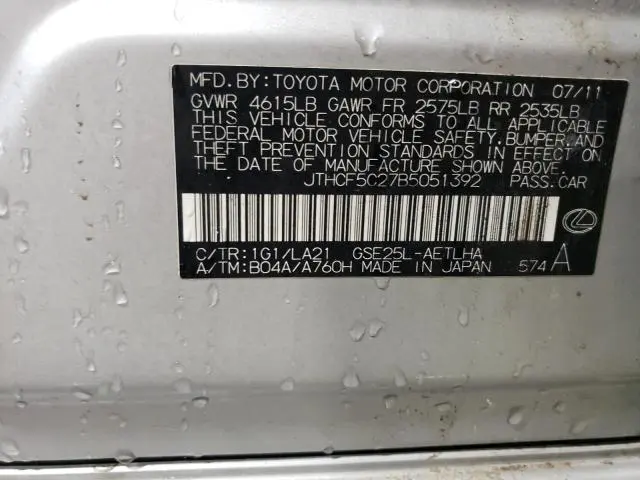 MFD.BY:TOYOTA MOTOR CORPORATION 07/11
GVWR 4615LB GAWR FR 2575LB RR 2535LB
THIS VEHICLE CONFORMS TO ALL APPLICABLE
FEDERAL MOTOR VEHICLE SAFETY,BUMPER,AND
THEFT PREVENTION STANDARDS IN EFFECT ON
THE DATE OF MANUFACTURE SHOWN ABOVE.
JTHCF5C27B5051392 PASS.CAR
C/TR:1G1/LA21 GSE25L-AETLHA
A/TM:B04A/A760H MADE IN JAPAN 574A